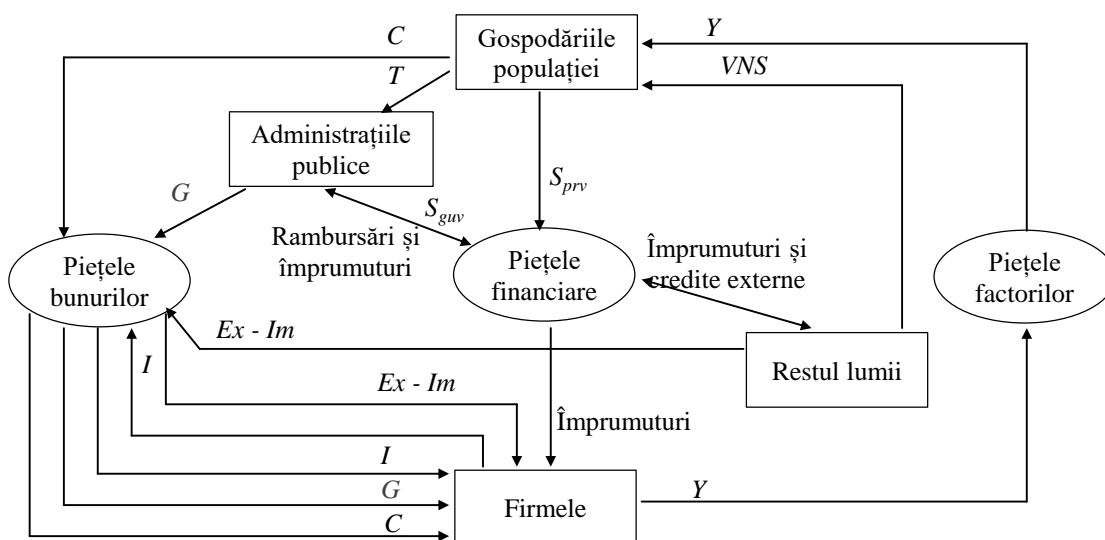 C
Gospodăriile
populației
Y
VNS
T
Administrațiile
publice
G
S_prv
S_guv
Rambursări și
împrumuturi
Piețele
bunurilor
Piețele
financiare
Împrumuturi și
credite externe
Piețele
factorilor
Ex - Im
I
Restul lumii
Ex - Im
Împrumuturi
I
G
C
Firmele
Y